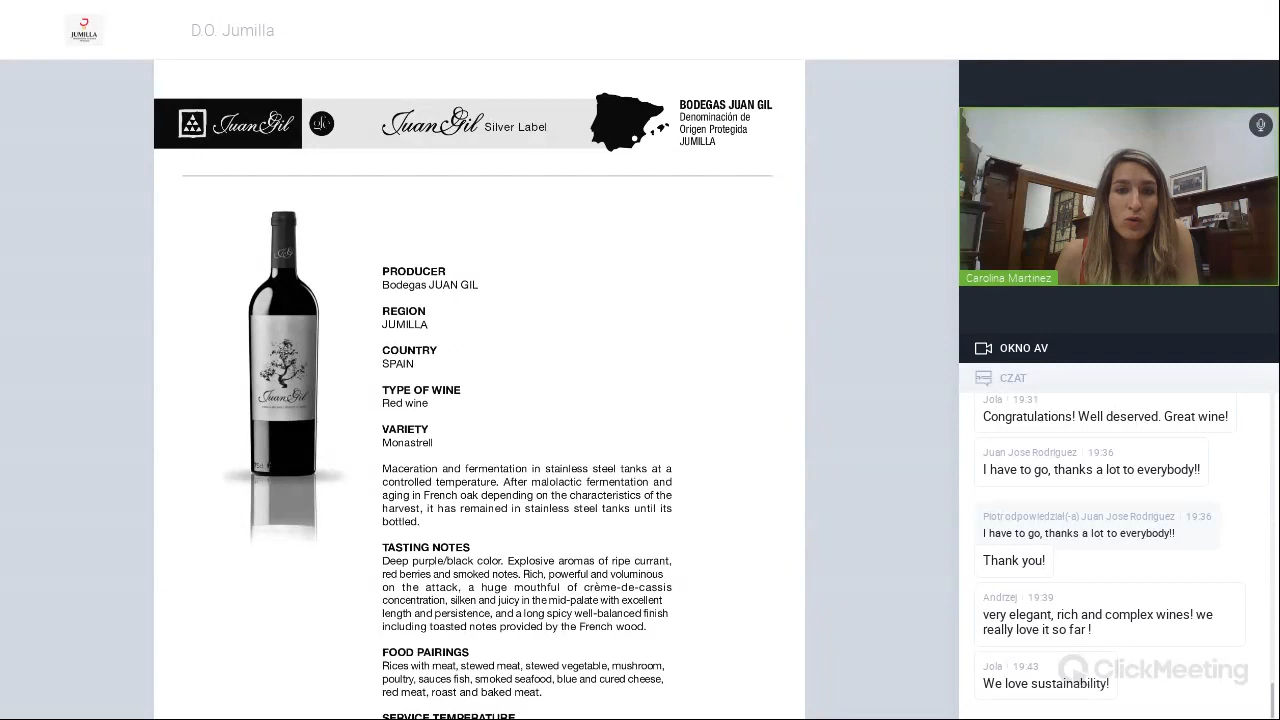 JUMILLA
D.O. Jumilla
Juan Gil
gfe
Juan Gil Silver Label
BODEGAS JUAN GIL
Denominación de
Origen Protegida
JUMILLA
Juan Gil
PRODUCER
Bodegas JUAN GIL
REGION
JUMILLA
COUNTRY
SPAIN
TYPE OF WINE
Red wine
VARIETY
Monastrell
Maceration and fermentation in stainless steel tanks at a
controlled temperature. After malolactic fermentation and
aging in French oak depending on the characteristics of the
harvest, it has remained in stainless steel tanks until its
bottled.
TASTING NOTES
Deep purple/black color. Explosive aromas of ripe currant,
red berries and smoked notes. Rich, powerful and voluminous
on the attack, a huge mouthful of crème-de-cassis
concentration, silken and juicy in the mid-palate with excellent
length and persistence, and a long spicy well-balanced finish
including toasted notes provided by the French wood.
FOOD PAIRINGS
Rices with meat, stewed meat, stewed vegetable, mushroom,
poultry, sauces fish, smoked seafood, blue and cured cheese,
red meat, roast and baked meat.
SERVICE TEMPERATURE
Carolina Martinez
OKNO AV
CZAT
Jola 19:31
Congratulations! Well deserved. Great wine!
Juan Jose Rodriguez 19:36
I have to go, thanks a lot to everybody!!
Piotr odpowiedział(-a) Juan Jose Rodriguez 19:36
I have to go, thanks a lot to everybody!!
Thank you!
Andrzej 19:39
very elegant, rich and complex wines! we
really love it so far !
Jola 19:43
We love sustainability!
ClickMeeting